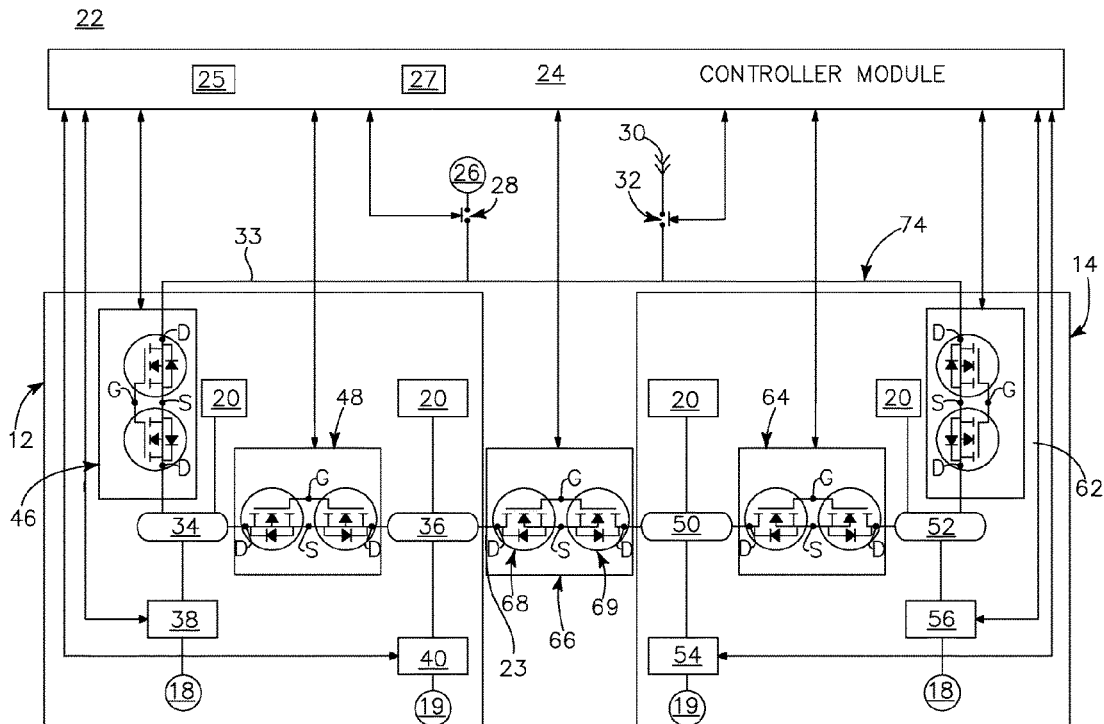 22
25 27 24 CONTROLLER MODULE
30
26 28 32
33 74
14
D D
G S 20 48 20 20 64 20 S G
12
D G G G D
46 62
34 36 50 52
D S D D S D
68 69
38 66 56
40 23 54
18 19 19 18